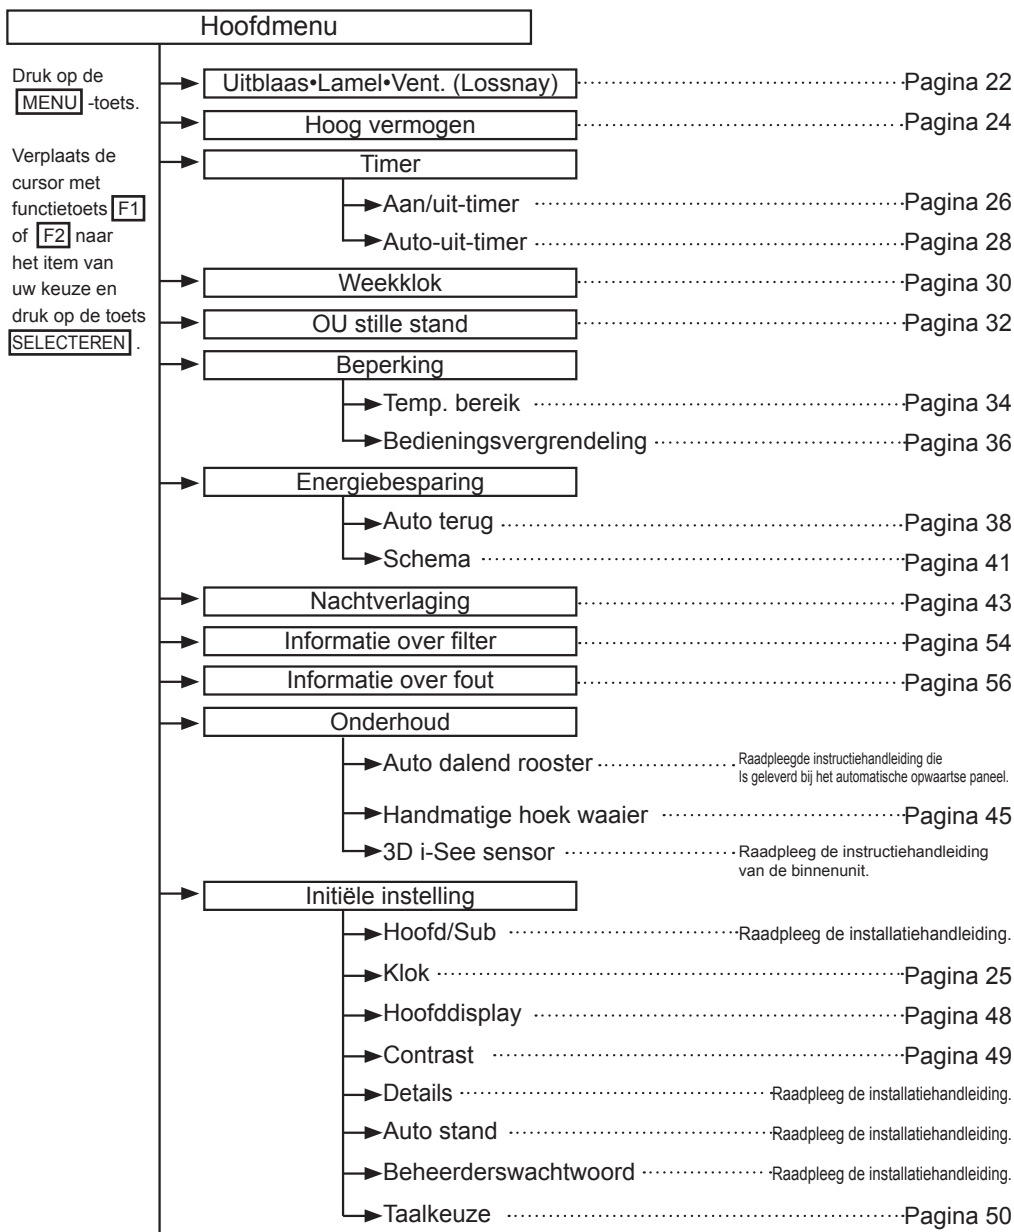 Hoofdmenu
Druk op de
MENU -toets.
Verplaats de
cursor met
functietoets F1
of F2 naar
het item van
uw keuze en
druk op de toets
SELECTEREN .
Uitblaas•Lamel•Vent. (Lossnay) Pagina 22
Hoog vermogen Pagina 24
Timer
Aan/uit-timer Pagina 26
Auto-uit-timer Pagina 28
Weekklok Pagina 30
OU stille stand Pagina 32
Beperking
Temp. bereik Pagina 34
Bedieningsvergrendeling Pagina 36
Energiebesparing
Auto terug Pagina 38
Schema Pagina 41
Nachtverlaging Pagina 43
Informatie over filter Pagina 54
Informatie over fout Pagina 56
Onderhoud
Auto dalend rooster Raadpleegde instructiehandleiding die
Is geleverd bij het automatische opwaartse paneel.
Handmatige hoek waaier Pagina 45
3D i-See sensor Raadpleeg de instructiehandleiding
van de binnenunit.
Initiële instelling
Hoofd/Sub Raadpleeg de installatiehandleiding.
Klok Pagina 25
Hoofddisplay Pagina 48
Contrast Pagina 49
Details Raadpleeg de installatiehandleiding.
Auto stand Raadpleeg de installatiehandleiding.
Beheerderswachtwoord Raadpleeg de installatiehandleiding.
Taalkeuze Pagina 50